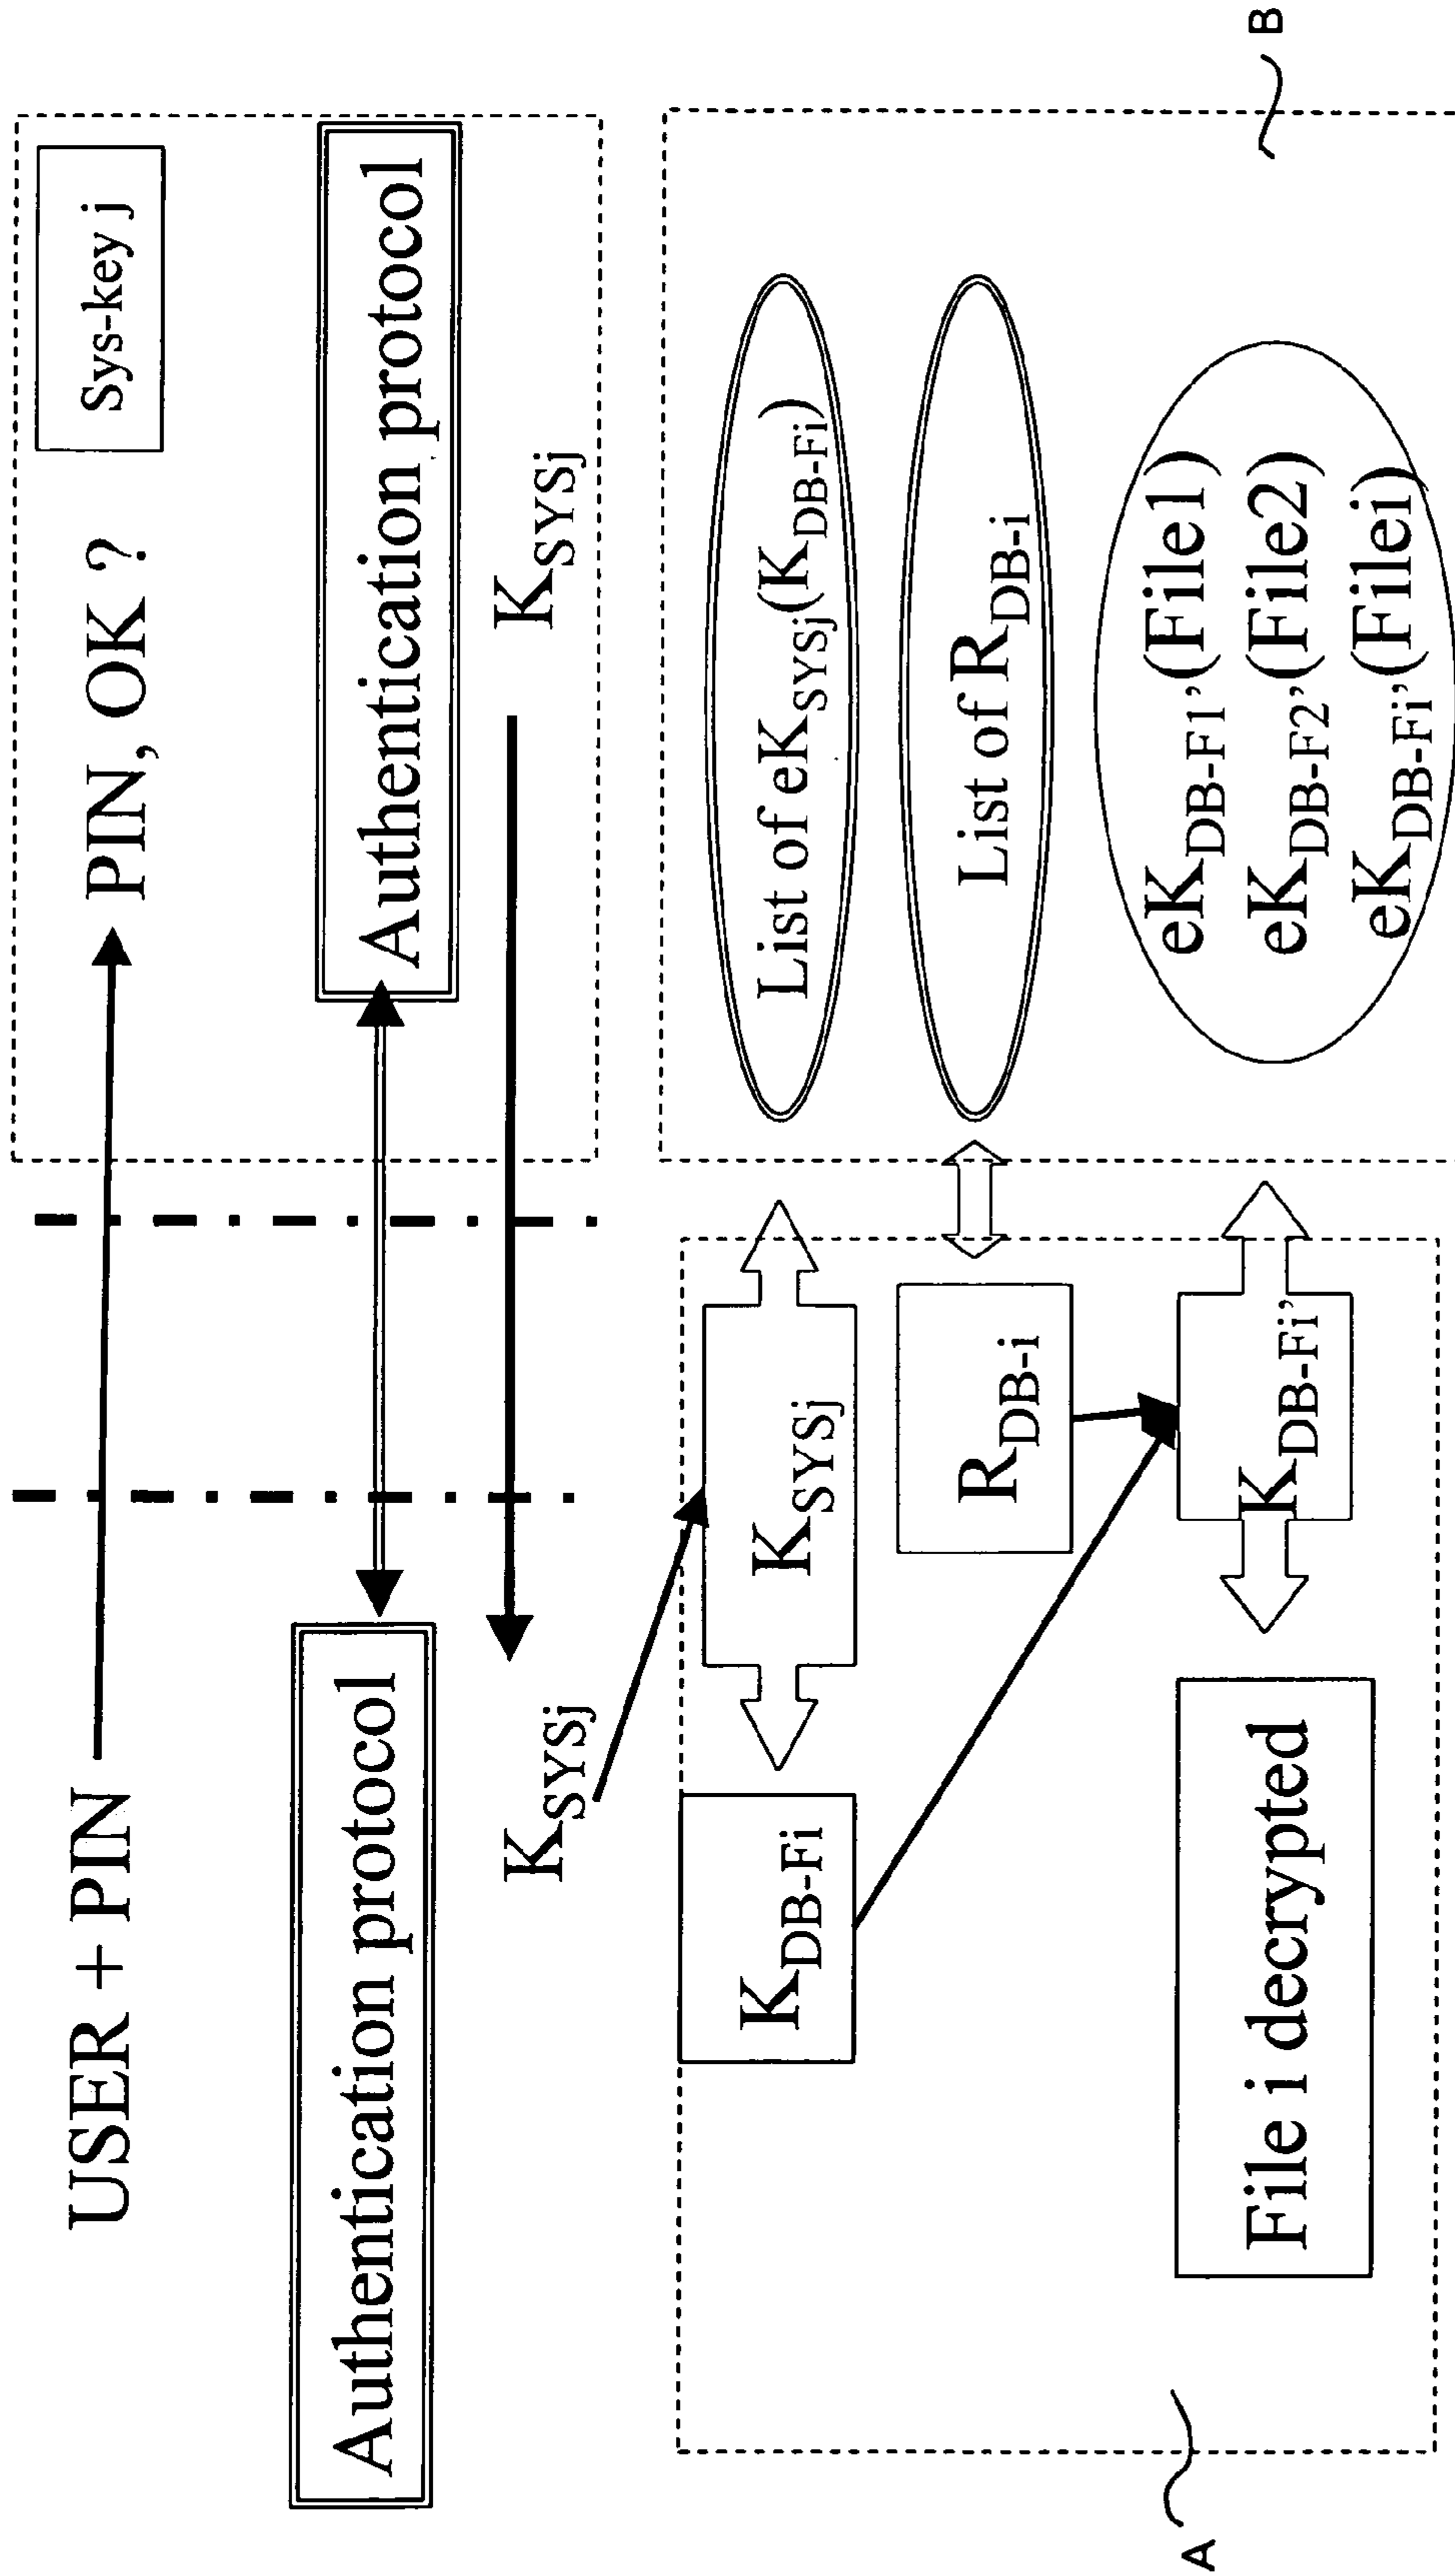 USER + PIN
PIN, OK ?
Sys-key j
Authentication protocol
Authentication protocol
K_SYSj
K_SYSj
K_DB-Fi
K_SYSj
List of eK_SYSj(K_DB-Fi)
R_DB-i
List of R_DB-i
File i decrypted
K_DB-Fi’
eK_DB-F1’(File1)
eK_DB-F2’(File2)
eK_DB-Fi’(Filei)
A
B